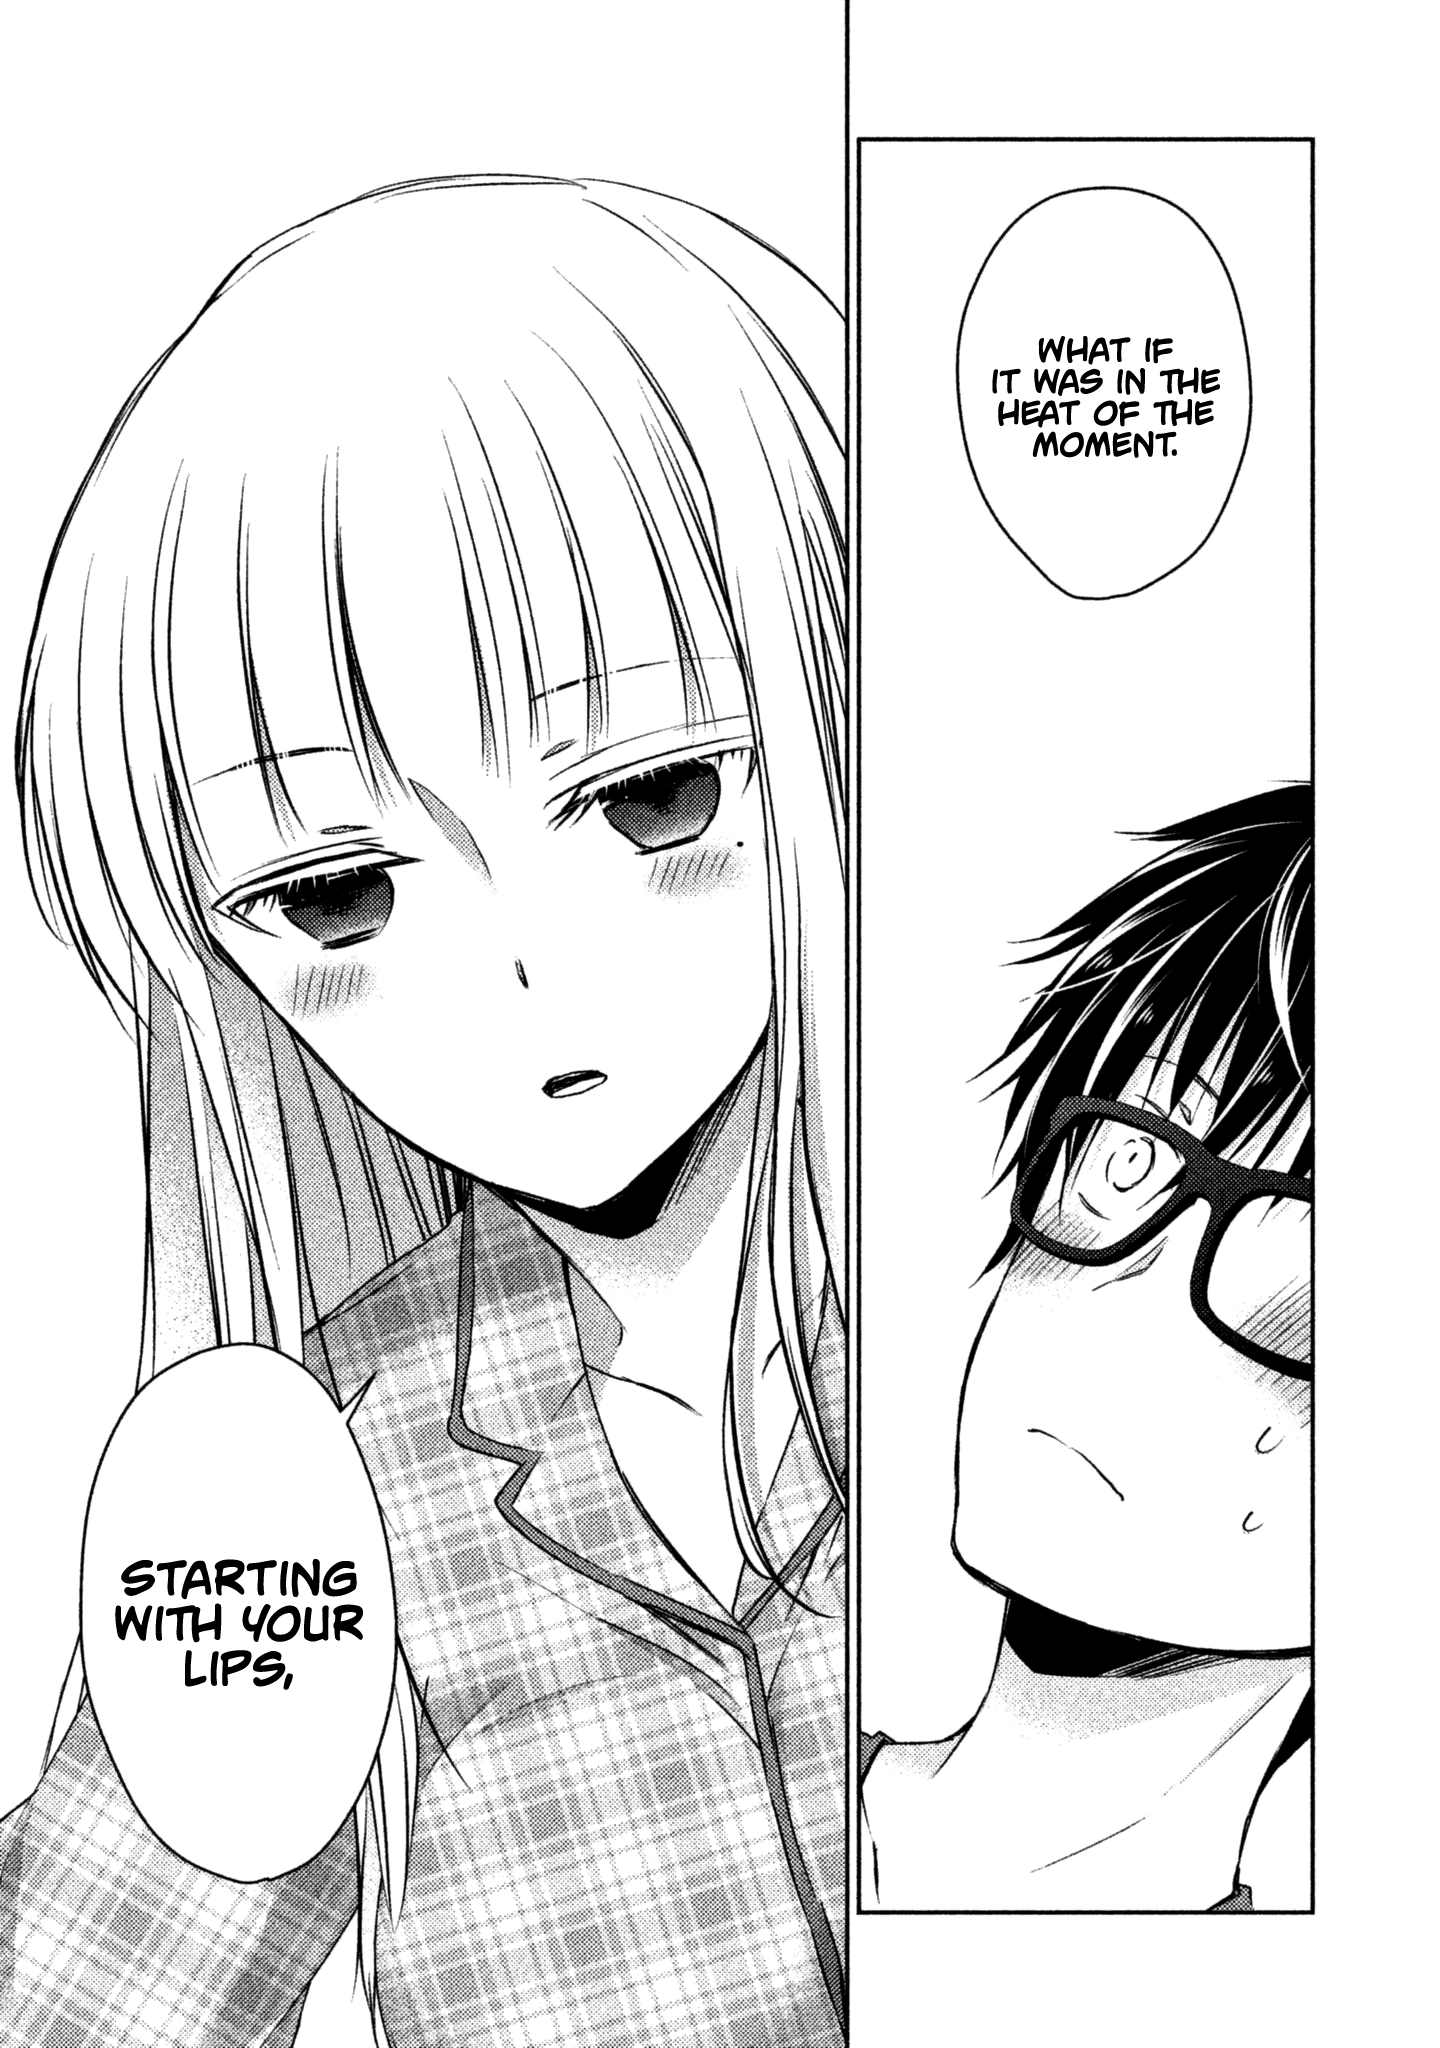 WHAT IF
IT WAS IN THE
HEAT OF THE
MOMENT.
STARTING
WITH YOUR
LIPS,